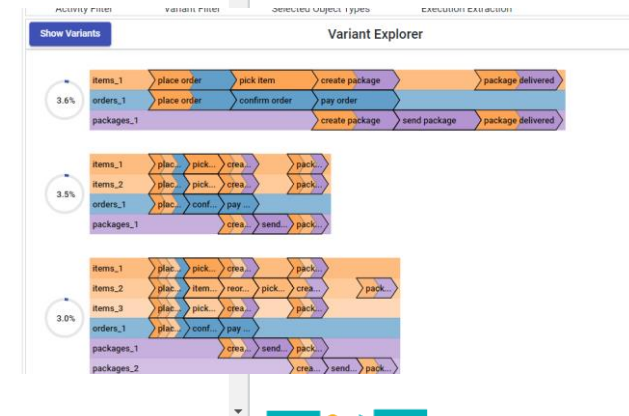 Activity Filter Variant Filter Selected Object Types Execution Extraction
Show Variants Variant Explorer
3.6%
items_1 place order pick item create package package delivered
orders_1 place order confirm order pay order
packages_1 create package send package package delivered
3.5%
items_1 plac... pick... crea... pack...
items_2 plac... pick... crea... pack...
orders_1 plac... conf... pay ...
packages_1 crea... send... pack...
3.0%
items_1 plac... pick... crea... pack...
items_2 plac... item... reor... pick... crea... pack...
items_3 plac... pick... crea... pack...
orders_1 plac... conf... pay ...
packages_1 crea... send... pack...
packages_2 crea... send... pack...